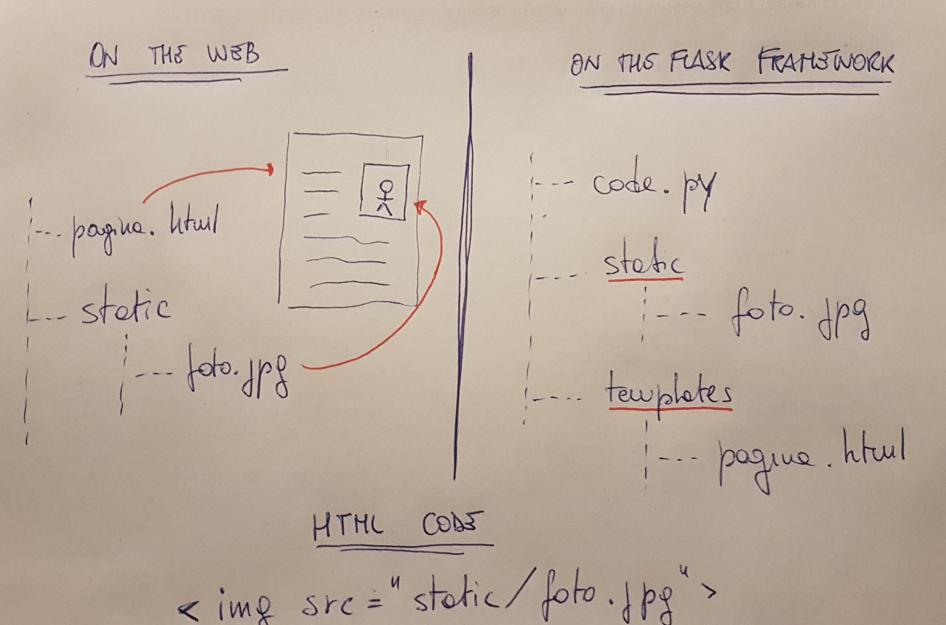 ON THE WEB
pagina.html
static
foto.jpg
ON THE FLASK FRAMEWORK
code.py
static
foto.jpg
templates
pagina.html
HTML CODE
<img src="static/foto.jpg">